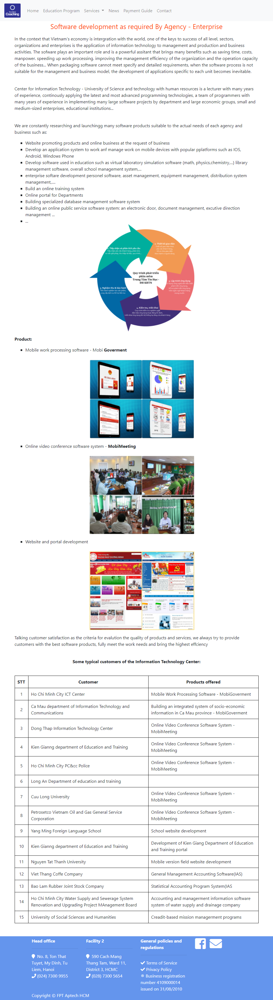 Excellent
Coaching
Home Education Program Services News Payment Guide Contact
Software development as required By Agency - Enterprise
In the context that Vietnam's economy is intergration with the world, one of the keys to success of all level, sectors,
organizations and enterprises is the application of information technology to management and production and business
activities. The sofware plays an important role and is a powerful assitant that brings many benefits such as saving time, costs,
manpower. speeding up work processing. improving the management efficiency of the organization and the operation capacity
of the business... When packaging software cannot meet specify and detailed requirements, when the software process is not
suitable for the management and business model, the development of applications specific to each unit becomes inevitable.
Center for Information Technology - University of Science and technology with human resources is a lecturer with many years
of experience, continously applying the latest and most advanced programming technologies, a team of programmers with
many years of experience in implementing many large software projects by department and large economic groups, small and
medium-sized enterprises, educational institutions...
We are constantly researching and launchingg many software products suitable to the actual needs of each agency and
business such as:
Website promoting products and online business at the request of business
Develop an application system to work anf manage work on mobile devices with popular pplatforms such as IOS,
Android, Windows Phone
Develop software used in education such as virtual laboratory simulation software (math, physics,chemistry,...) library
management software, overall school management system,...
enterprise softare development personel software, asset management, equipment management, distribution system
management,....
Build an online training system
Online portal for Departments
Building specialized database management software system
Building an online public service software system: an electronic door, document management, excutive direction
management ...
...
1. Tiếp nhận và phân tích yêu cầu
2. Thiết kế giao diện
3. Lập trình ứng dụng
4. Kiểm tra, triển khai
5. Nghiệm thu & bảo hành
Quy trình phát triển
phần mềm
Trung Tâm Tin Học -
ĐH KHTN
Product:
Mobile work processing software - Mobi Goverment
Online video conference software system - MobiMeeting
Website and portal development
NGOẠI NGỮ DƯƠNG MINH
KIÊN GIANG
Talking customer satisfaction as the criteria for evalution the quality of products and services, we always try to provide
customers with the best software products, fully meet the work needs and bring the highest effciency
Some typical customers of the Information Technology Center:
STT Customer Products offered
1 Ho Chi Minh City ICT Center Mobile Work Processing Software - MobiGoverment
2 Ca Mau department of Information Technology and Communications Building an integrated system of socio-economic information in Ca Mau province - MobiGoverment
3 Dong Thap Information Technology Center Online Video Conference Software System - MobiMeeting
4 Kien Gianng department of Education and Training Online Video Conference Software System - MobiMeeting
5 Ho Chi Minh City PC&cc Police Online Video Conference Software System - MobiMeeting
6 Long An Department of education and training
7 Cuu Long University Online Video Conference Software System - MobiMeeting
8 Petrosetco Vietnam Oil and Gas General Service Corporation Online Video Conference Software System - MobiMeeting
9 Yang Ming Foreign Language School School website development
10 Kien Gianng department of Education and Training Development of Kien Giang Department of Education and Training portal
11 Nguyen Tat Thanh University Mobile version field website development
12 Viet Thang Coffe Company General Management Accounting Software(IAS)
13 Bao Lam Rubber Joint Stock Company Statistical Accounting Program System(IAS
14 Ho Chi Minh City Water Supply and Sewerage System Renovation and Upgrading Project MAnagement Board Accounting and managerment information software system of water supply and drainage company
15 University of Social Sciences and Humanities Creadit-based mission managerment programs
Head office
No. 8, Ton That
Tuyet, My Dinh, Tu
Liem, Hanoi
(024) 7300 9955
Facility 2
590 Cach Mang
Thang Tam, Ward 11,
District 3, HCMC
(028) 7300 5654
General policies and
regulations
Terms of Service
Privacy Policy
® Business registration
number 4109000014
issued on 31/08/2010
Copyright © FPT Aptech HCM